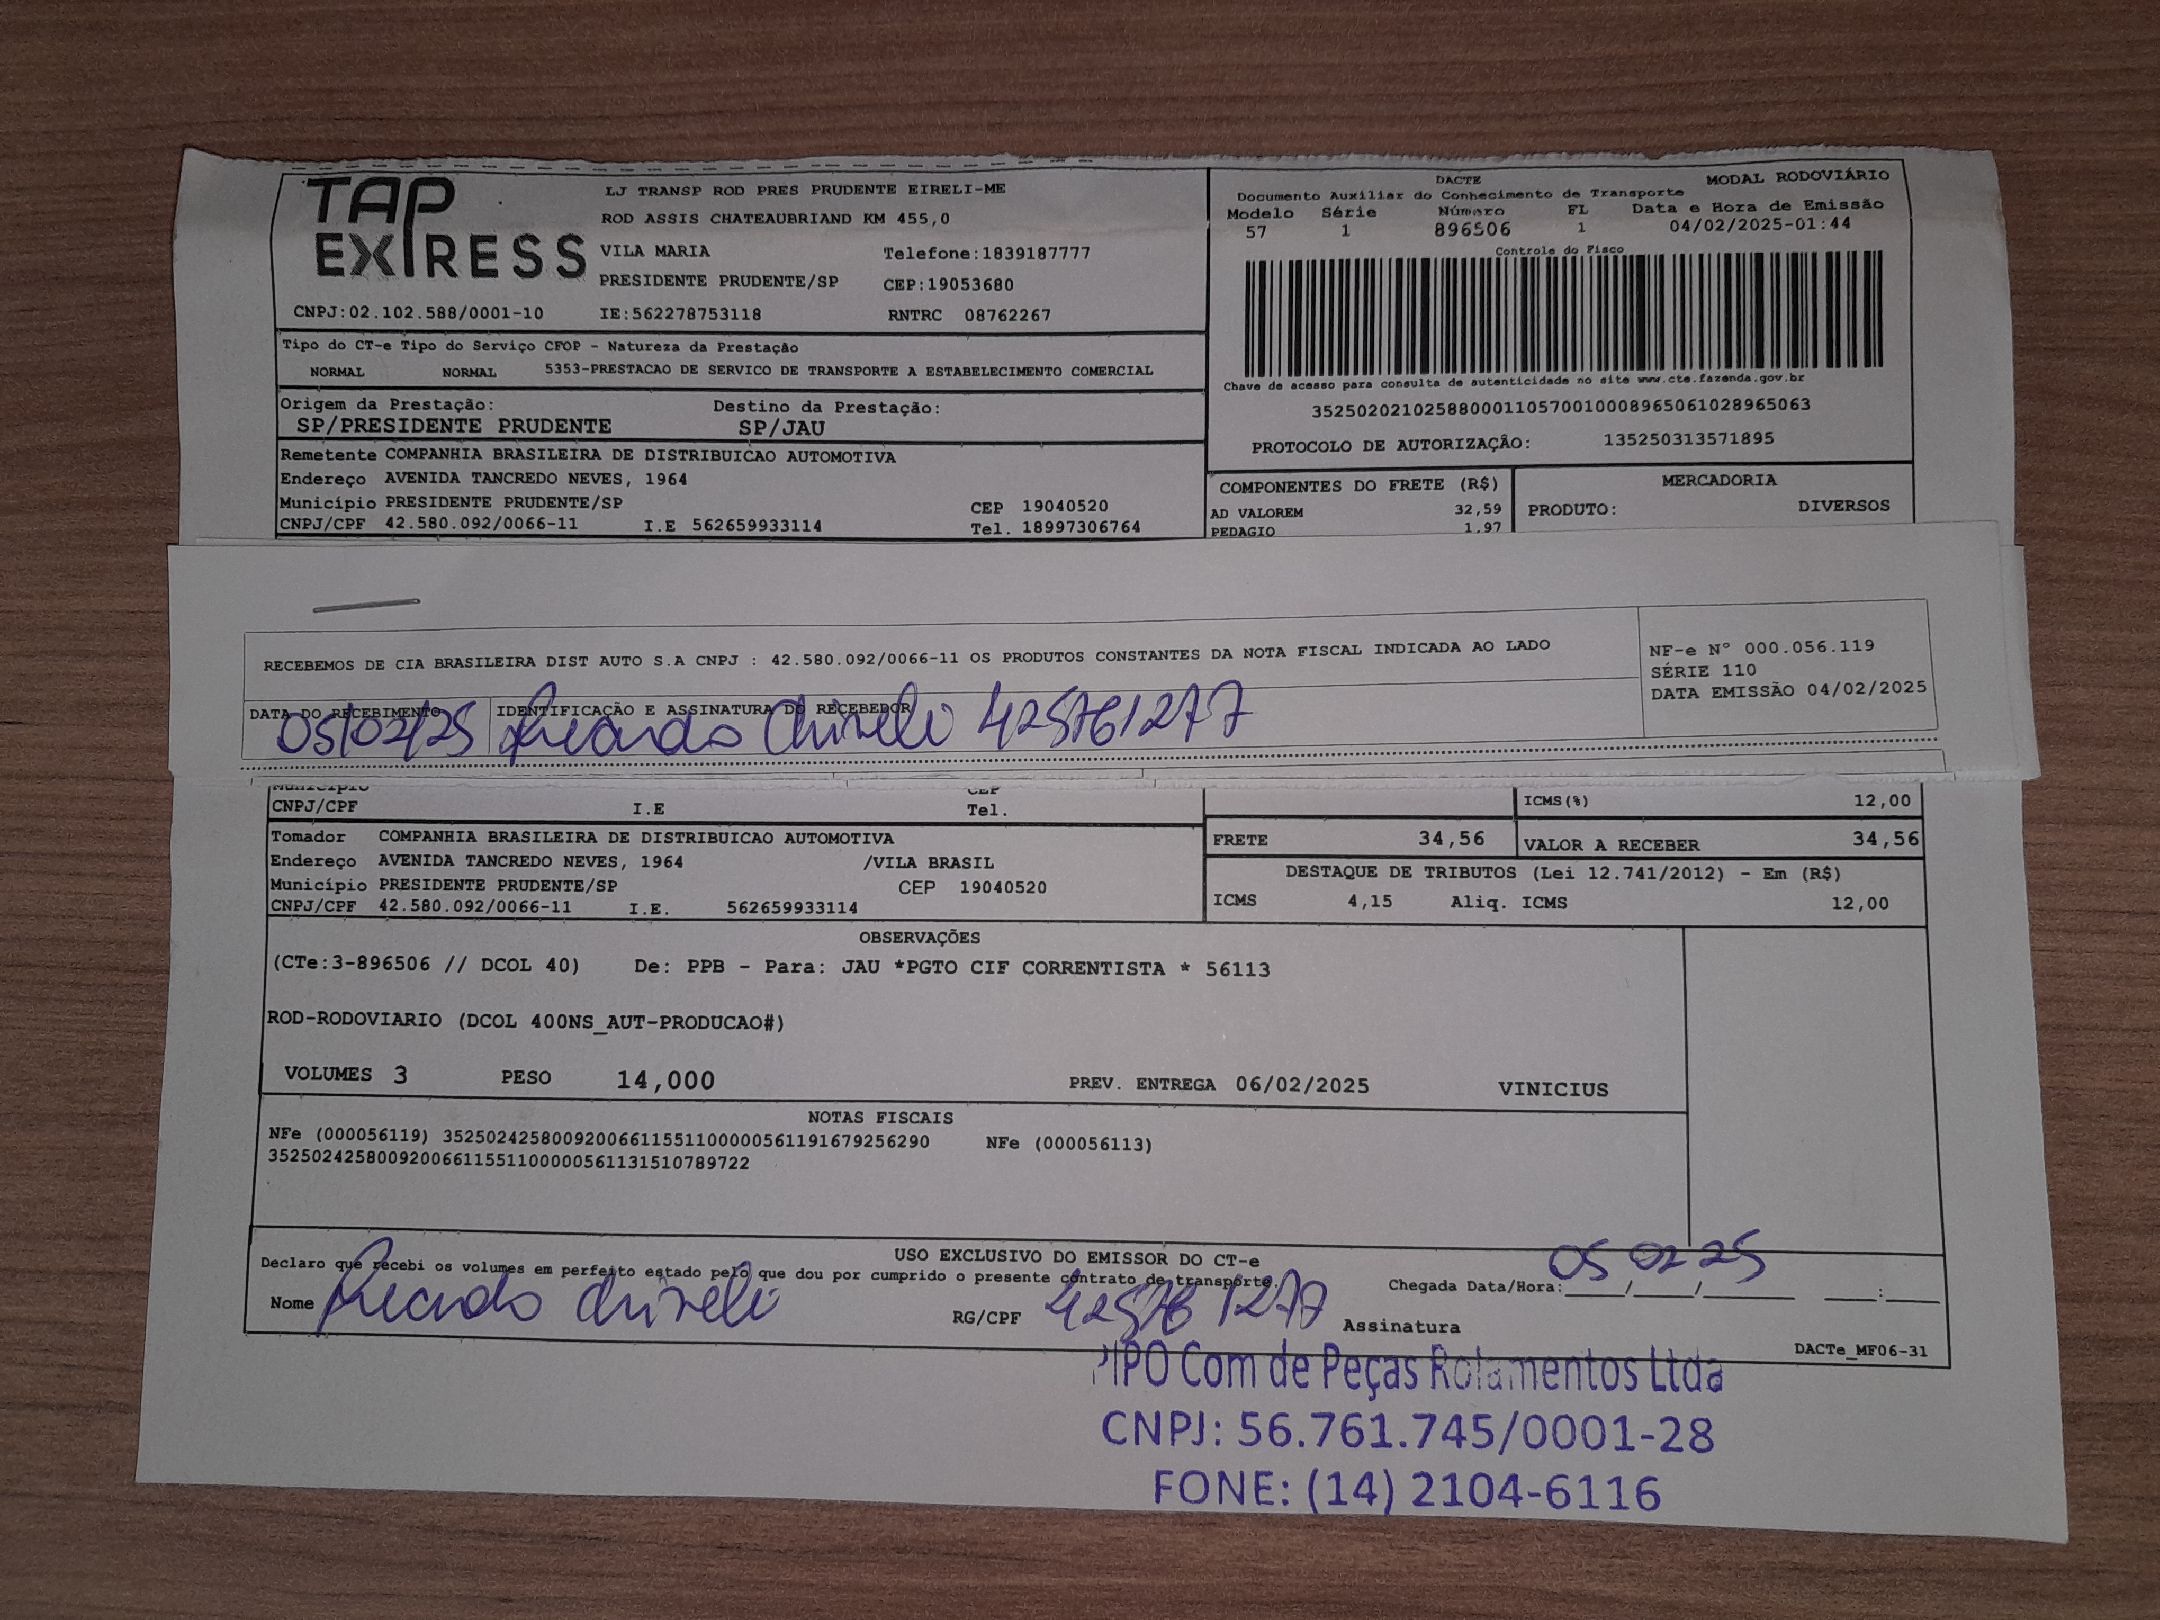 TAP EXPRESS
LJ TRANSP ROD PRES PRUDENTE EIRELI-ME
ROD ASSIS CHATEAUBRIAND KM 455,0
VILA MARIA Telefone:1839187777
PRESIDENTE PRUDENTE/SP CEP:19053680
CNPJ:02.102.588/0001-10 IE:562278753118 RNTRC 08762267
DACTE MODAL RODOVIÁRIO
Documento Auxiliar do Conhecimento de Transporte
Modelo Série Número FL Data e Hora de Emissão
57 1 896506 1 04/02/2025-01:44
Controle do Fisco
Chave de acesso para consulta de autenticidade no site www.cte.fazenda.gov.br
35250202102588000110570010008965061028965063
PROTOCOLO DE AUTORIZAÇÃO: 135250313571895
Tipo do CT-e Tipo do Serviço CFOP - Natureza da Prestação
NORMAL NORMAL 5353-PRESTACAO DE SERVICO DE TRANSPORTE A ESTABELECIMENTO COMERCIAL
Origem da Prestação: Destino da Prestação:
SP/PRESIDENTE PRUDENTE SP/JAU
Remetente COMPANHIA BRASILEIRA DE DISTRIBUICAO AUTOMOTIVA
Endereço AVENIDA TANCREDO NEVES, 1964
Município PRESIDENTE PRUDENTE/SP CEP 19040520
CNPJ/CPF 42.580.092/0066-11 I.E 562659933114 Tel. 18997306764
COMPONENTES DO FRETE (R$) MERCADORIA
AD VALOREM 32,59 PRODUTO: DIVERSOS
PEDAGIO 1,97
RECEBEMOS DE CIA BRASILEIRA DIST AUTO S.A CNPJ : 42.580.092/0066-11 OS PRODUTOS CONSTANTES DA NOTA FISCAL INDICADA AO LADO
NF-e Nº 000.056.119
SÉRIE 110
DATA EMISSÃO 04/02/2025
DATA DO RECEBIMENTO IDENTIFICAÇÃO E ASSINATURA DO RECEBEDOR
05/02/25 Ricardo 425761277
Município CEP
CNPJ/CPF I.E Tel.
ICMS(%) 12,00
Tomador COMPANHIA BRASILEIRA DE DISTRIBUICAO AUTOMOTIVA
Endereço AVENIDA TANCREDO NEVES, 1964 /VILA BRASIL
Município PRESIDENTE PRUDENTE/SP CEP 19040520
CNPJ/CPF 42.580.092/0066-11 I.E. 562659933114
FRETE 34,56 VALOR A RECEBER 34,56
DESTAQUE DE TRIBUTOS (Lei 12.741/2012) - Em (R$)
ICMS 4,15 Aliq. ICMS 12,00
OBSERVAÇÕES
(CTe:3-896506 // DCOL 40) De: PPB - Para: JAU *PGTO CIF CORRENTISTA * 56113
ROD-RODOVIARIO (DCOL 400NS_AUT-PRODUCAO#)
VOLUMES 3 PESO 14,000 PREV. ENTREGA 06/02/2025 VINICIUS
NOTAS FISCAIS
NFe (000056119) 35250242580092006611551100000561191679256290 NFe (000056113)
35250242580092006611551100000561131510789722
USO EXCLUSIVO DO EMISSOR DO CT-e
Declaro que recebi os volumes em perfeito estado pelo que dou por cumprido o presente contrato de transporte.
Chegada Data/Hora: 05/02/25 __:__
Nome Ricardo RG/CPF 425761277 Assinatura
DACTe_MF06-31
PIPO Com de Peças Rolamentos Ltda
CNPJ: 56.761.745/0001-28
FONE: (14) 2104-6116